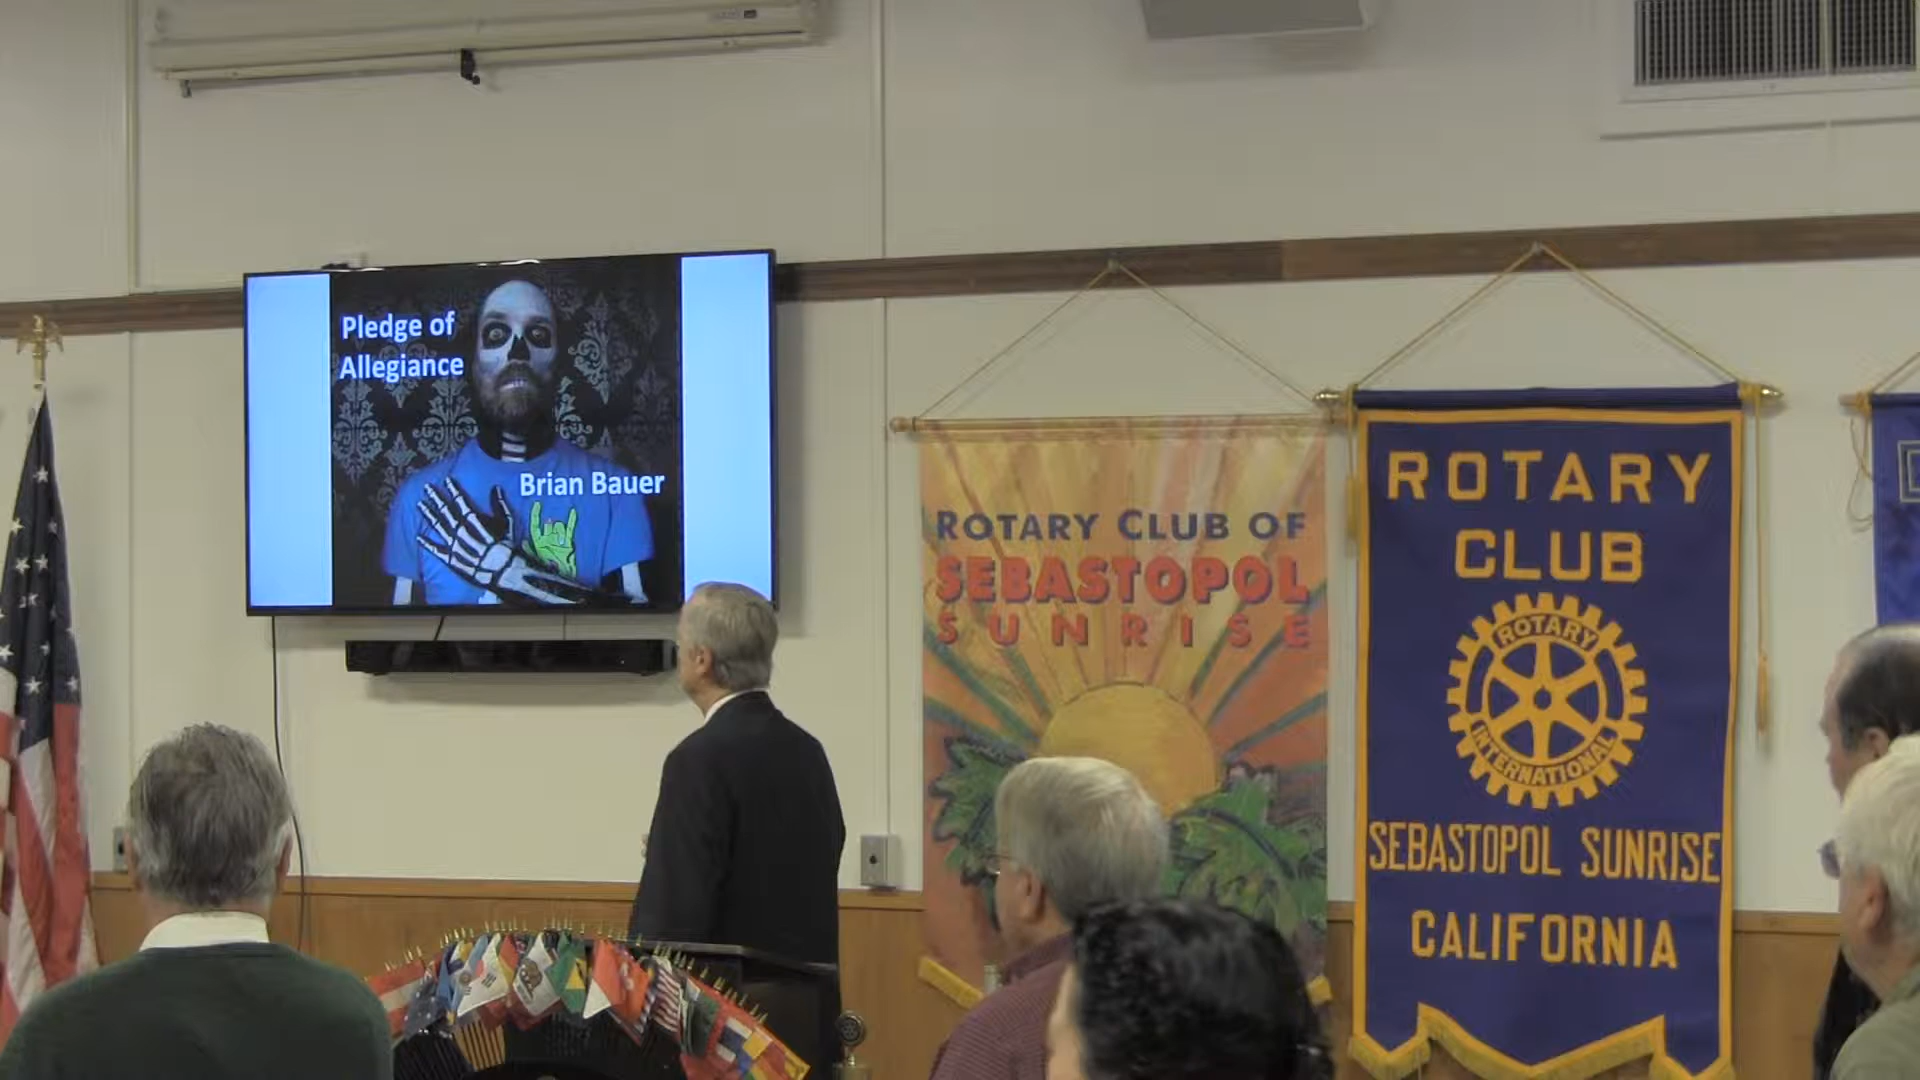 Pledge of
Allegiance
Brian Bauer
ROTARY CLUB OF
SEBASTOPOL
SUNRISE
ROTARY
CLUB
ROTARY
INTERNATIONAL
SEBASTOPOL SUNRISE
CALIFORNIA